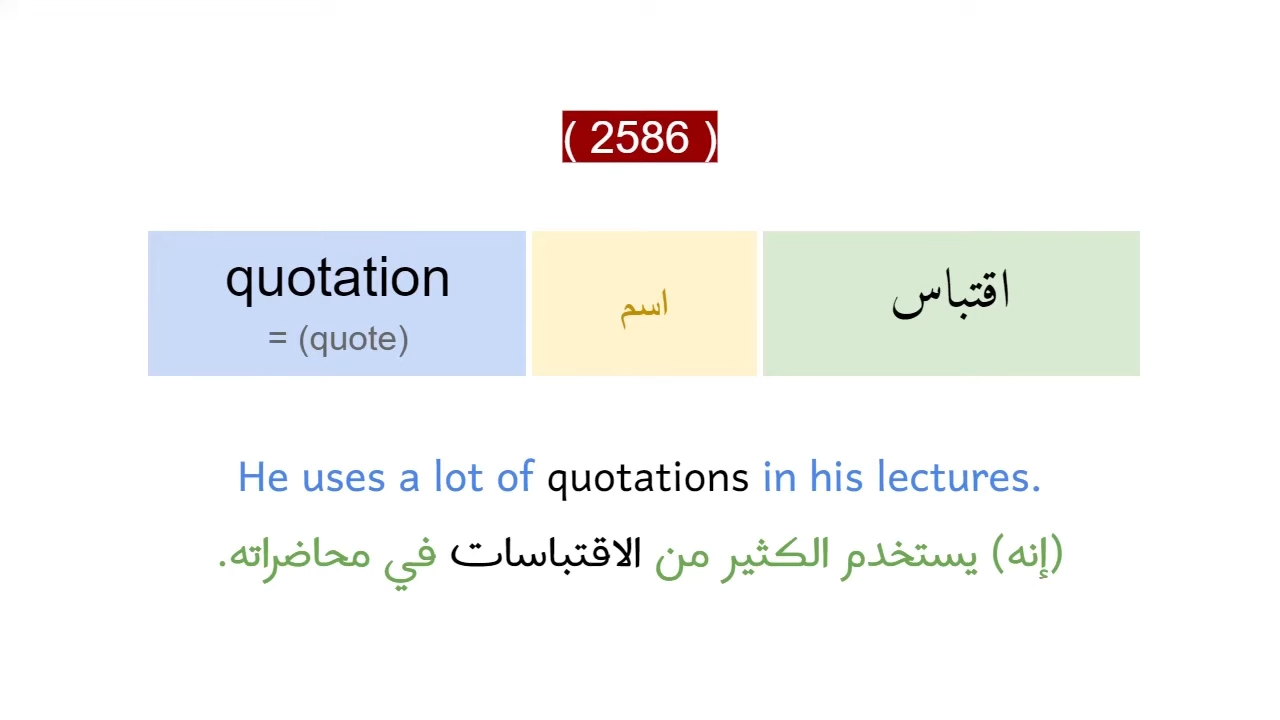 ( 2586 )
quotation
= (quote)
اسم
اقتباس
He uses a lot of quotations in his lectures.
(إنه) يستخدم الكثير من الاقتباسات في محاضراته.